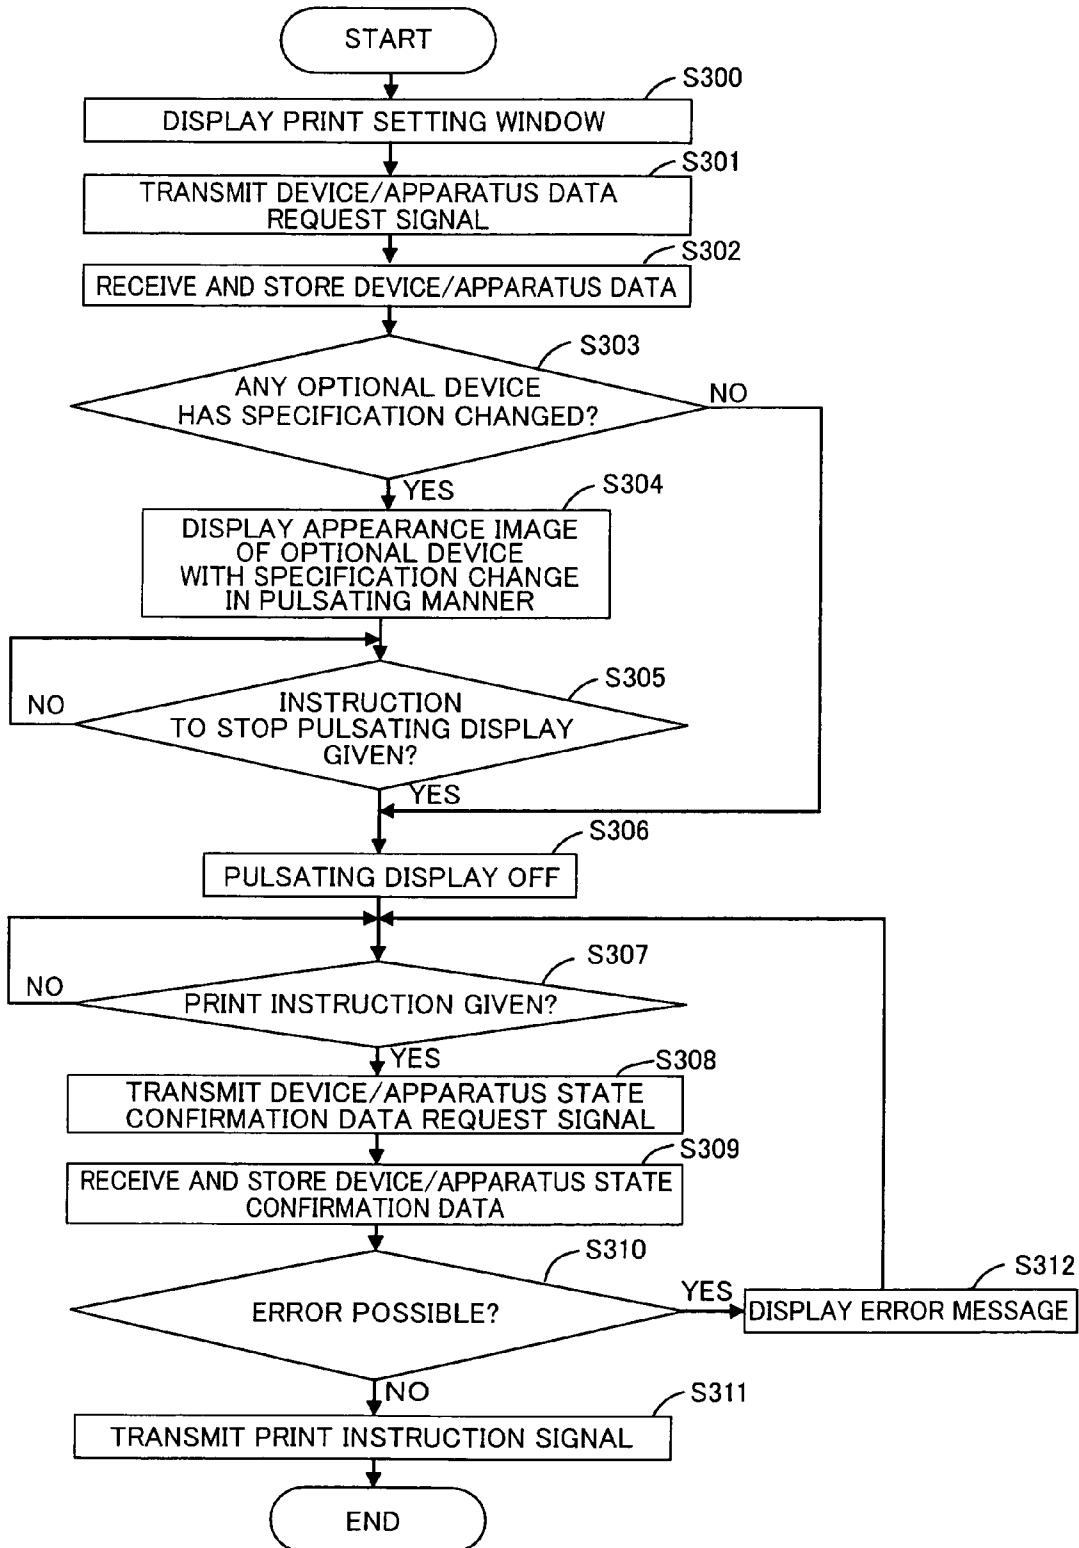 START
S300
DISPLAY PRINT SETTING WINDOW
S301
TRANSMIT DEVICE/APPARATUS DATA
REQUEST SIGNAL
S302
RECEIVE AND STORE DEVICE/APPARATUS DATA
S303
ANY OPTIONAL DEVICE
HAS SPECIFICATION CHANGED?
NO
YES
S304
DISPLAY APPEARANCE IMAGE
OF OPTIONAL DEVICE
WITH SPECIFICATION CHANGE
IN PULSATING MANNER
S305
NO
INSTRUCTION
TO STOP PULSATING DISPLAY
GIVEN?
YES
S306
PULSATING DISPLAY OFF
S307
NO
PRINT INSTRUCTION GIVEN?
YES
S308
TRANSMIT DEVICE/APPARATUS STATE
CONFIRMATION DATA REQUEST SIGNAL
S309
RECEIVE AND STORE DEVICE/APPARATUS STATE
CONFIRMATION DATA
S310
ERROR POSSIBLE?
YES
S312
DISPLAY ERROR MESSAGE
NO
S311
TRANSMIT PRINT INSTRUCTION SIGNAL
END